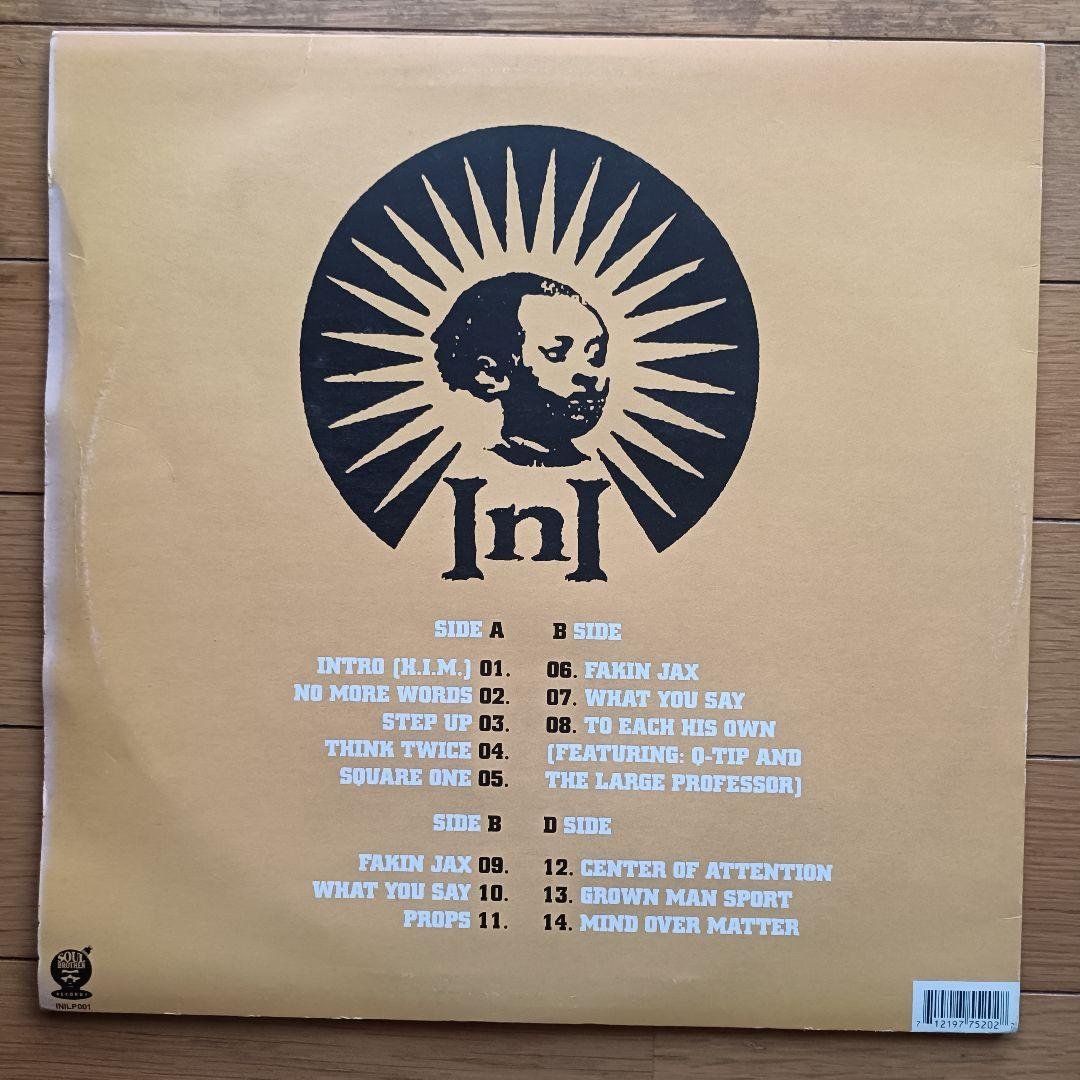 InI
SIDE A
INTRO (H.I.M.) 01.
NO MORE WORDS 02.
STEP UP 03.
THINK TWICE 04.
SQUARE ONE 05.
B SIDE
06. FAKIN JAX
07. WHAT YOU SAY
08. TO EACH HIS OWN
(FEATURING: Q-TIP AND
THE LARGE PROFESSOR)
SIDE B
FAKIN JAX 09.
WHAT YOU SAY 10.
PROPS 11.
D SIDE
12. CENTER OF ATTENTION
13. GROWN MAN SPORT
14. MIND OVER MATTER
SOUL
BROTHER
RECORDS
INILP001
7 12197 75202 7